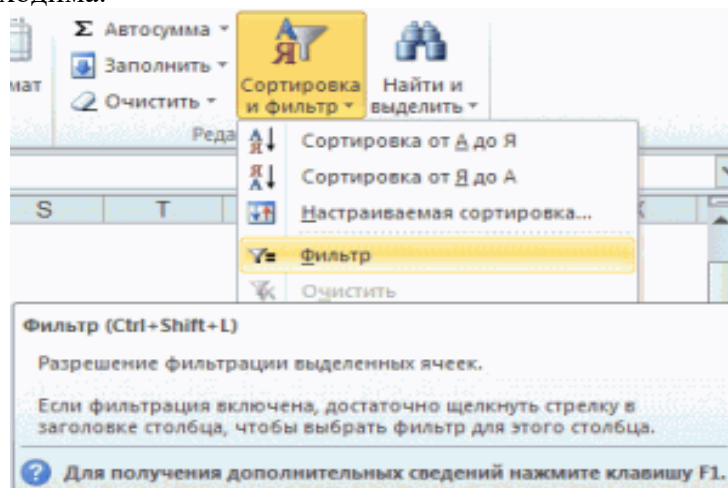 Σ Автосумма
Заполнить
Очистить
Сортировка
и фильтр
Найти и
выделить
мат
Реда
Сортировка от А до Я
Сортировка от Я до А
Настраиваемая сортировка...
S T
Фильтр
Очистить
Фильтр (Ctrl+Shift+L)
Разрешение фильтрации выделенных ячеек.
Если фильтрация включена, достаточно щелкнуть стрелку в
заголовке столбца, чтобы выбрать фильтр для этого столбца.
Для получения дополнительных сведений нажмите клавишу F1.